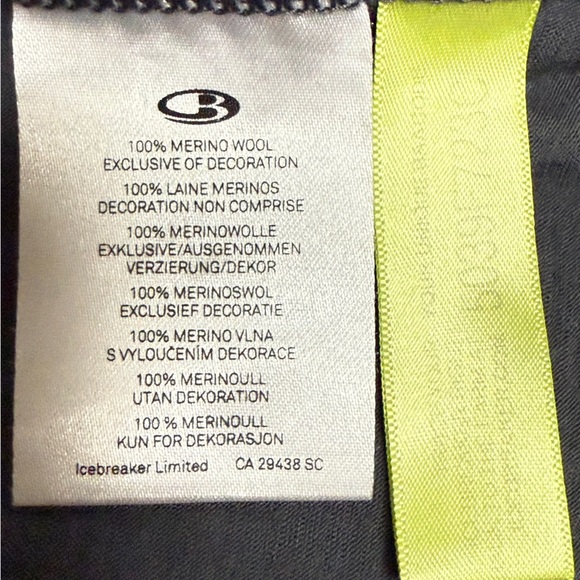 100% MERINO WOOL
EXCLUSIVE OF DECORATION
100% LAINE MERINOS
DECORATION NON COMPRISE
100% MERINOWOLLE
EXKLUSIVE/AUSGENOMMEN
VERZIERUNG/DEKOR
100% MERINOSWOL
EXCLUSIEF DECORATIE
100% MERINO VLNA
S VYLOUČENÍM DEKORACE
100% MERINOULL
UTAN DEKORATION
100 % MERINOULL
KUN FOR DEKORASJON
Icebreaker Limited CA 29438 SC